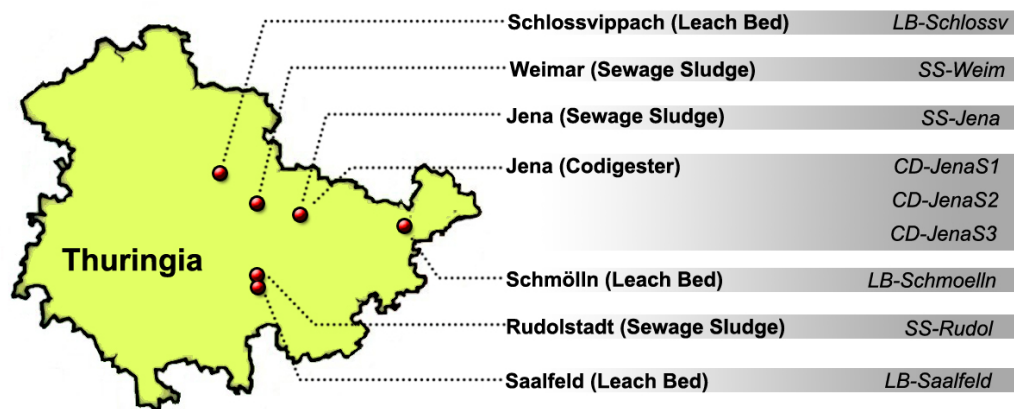 Schlossvippach (Leach Bed) LB-Schlossv
Weimar (Sewage Sludge) SS-Weim
Jena (Sewage Sludge) SS-Jena
Jena (Codigester) CD-JenaS1
CD-JenaS2
CD-JenaS3
Thuringia
Schmölln (Leach Bed) LB-Schmoelln
Rudolstadt (Sewage Sludge) SS-Rudol
Saalfeld (Leach Bed) LB-Saalfeld